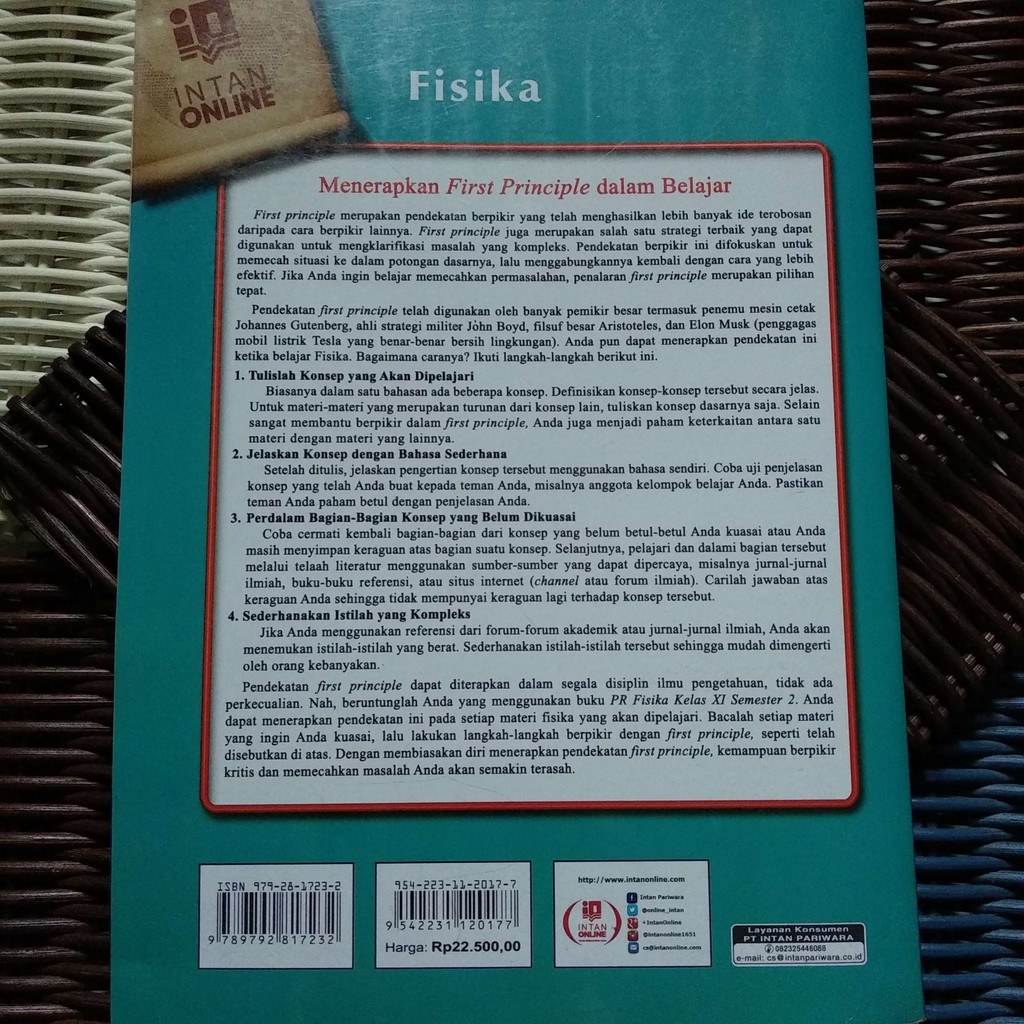 INTAN
ONLINE
Fisika
Menerapkan First Principle dalam Belajar
First principle merupakan pendekatan berpikir yang telah menghasilkan lebih banyak ide terobosan
daripada cara berpikir lainnya. First principle juga merupakan salah satu strategi terbaik yang dapat
digunakan untuk mengklarifikasi masalah yang kompleks. Pendekatan berpikir ini difokuskan untuk
memecah situasi ke dalam potongan dasarnya, lalu menggabungkannya kembali dengan cara yang lebih
efektif. Jika Anda ingin belajar memecahkan permasalahan, penalaran first principle merupakan pilihan
tepat.
Pendekatan first principle telah digunakan oleh banyak pemikir besar termasuk penemu mesin cetak
Johannes Gutenberg, ahli strategi militer John Boyd, filsuf besar Aristoteles, dan Elon Musk (penggagas
mobil listrik Tesla yang benar-benar bersih lingkungan). Anda pun dapat menerapkan pendekatan ini
ketika belajar Fisika. Bagaimana caranya? Ikuti langkah-langkah berikut ini.
1. Tulislah Konsep yang Akan Dipelajari
Biasanya dalam satu bahasan ada beberapa konsep. Definisikan konsep-konsep tersebut secara jelas.
Untuk materi-materi yang merupakan turunan dari konsep lain, tuliskan konsep dasarnya saja. Selain
sangat membantu berpikir dalam first principle, Anda juga menjadi paham keterkaitan antara satu
materi dengan materi yang lainnya.
2. Jelaskan Konsep dengan Bahasa Sederhana
Setelah ditulis, jelaskan pengertian konsep tersebut menggunakan bahasa sendiri. Coba uji penjelasan
konsep yang telah Anda buat kepada teman Anda, misalnya anggota kelompok belajar Anda. Pastikan
teman Anda paham betul dengan penjelasan Anda.
3. Perdalam Bagian-Bagian Konsep yang Belum Dikuasai
Coba cermati kembali bagian-bagian dari konsep yang belum betul-betul Anda kuasai atau Anda
masih menyimpan keraguan atas bagian suatu konsep. Selanjutnya, pelajari dan dalami bagian tersebut
melalui telaah literatur menggunakan sumber-sumber yang dapat dipercaya, misalnya jurnal-jurnal
ilmiah, buku-buku referensi, atau situs internet (channel atau forum ilmiah). Carilah jawaban atas
keraguan Anda sehingga tidak mempunyai keraguan lagi terhadap konsep tersebut.
4. Sederhanakan Istilah yang Kompleks
Jika Anda menggunakan referensi dari forum-forum akademik atau jurnal-jurnal ilmiah, Anda akan
menemukan istilah-istilah yang berat. Sederhanakan istilah-istilah tersebut sehingga mudah dimengerti
oleh orang kebanyakan.
Pendekatan first principle dapat diterapkan dalam segala disiplin ilmu pengetahuan, tidak ada
perkecualian. Nah, beruntunglah Anda yang menggunakan buku PR Fisika Kelas XI Semester 2. Anda
dapat menerapkan pendekatan ini pada setiap materi fisika yang akan dipelajari. Bacalah setiap materi
yang ingin Anda kuasai, lalu lakukan langkah-langkah berpikir dengan first principle, seperti telah
disebutkan di atas. Dengan membiasakan diri menerapkan pendekatan first principle, kemampuan berpikir
kritis dan memecahkan masalah Anda akan semakin terasah.
ISBN 979-28-1723-2
9 789792 817232
954-223-11-2017-7
9 542231 120177
Harga: Rp22.500,00
http://www.intanonline.com
INTAN
ONLINE
Intan Pariwara
@online_intan
+IntanOnline
@intanonline1651
cs@intanonline.com
Layanan Konsumen
PT INTAN PARIWARA
082325446088
e-mail: cs@intanpariwara.co.id